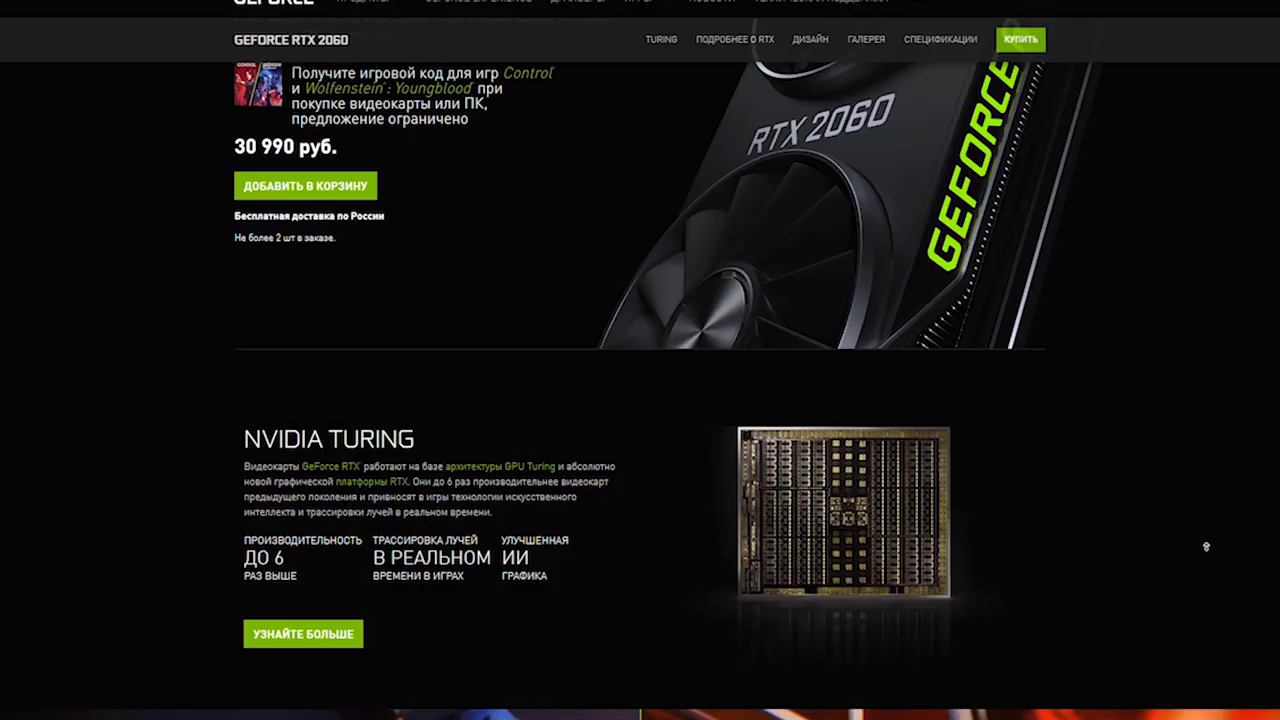 GEFORCE
GEFORCE RTX 2060
TURING
ПОДРОБНЕЕ О RTX
ДИЗАЙН
ГАЛЕРЕЯ
СПЕЦИФИКАЦИИ
КУПИТЬ
Получите игровой код для игр Control
и Wolfenstein®: Youngblood™ при
покупке видеокарты или ПК,
предложение ограничено
30 990 руб.
ДОБАВИТЬ В КОРЗИНУ
Бесплатная доставка по России
Не более 2 шт в заказе.
RTX 2060
GEFORCE
NVIDIA TURING
Видеокарты GeForce RTX™ работают на базе архитектуры GPU Turing и абсолютно
новой графической платформы RTX. Они до 6 раз производительнее видеокарт
предыдущего поколения и привносят в игры технологии искусственного
интеллекта и трассировки лучей в реальном времени.
ПРОИЗВОДИТЕЛЬНОСТЬ
ДО 6
РАЗ ВЫШЕ
ТРАССИРОВКА ЛУЧЕЙ
В РЕАЛЬНОМ
ВРЕМЕНИ В ИГРАХ
УЛУЧШЕННАЯ
ИИ
ГРАФИКА
УЗНАЙТЕ БОЛЬШЕ